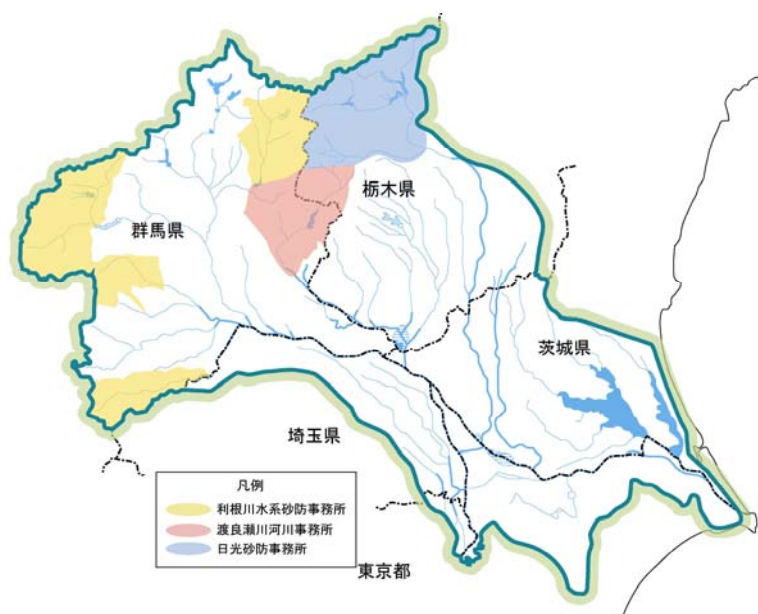 栃木県
群馬県
茨城県
埼玉県
凡例
利根川水系砂防事務所
渡良瀬川河川事務所
日光砂防事務所
東京都